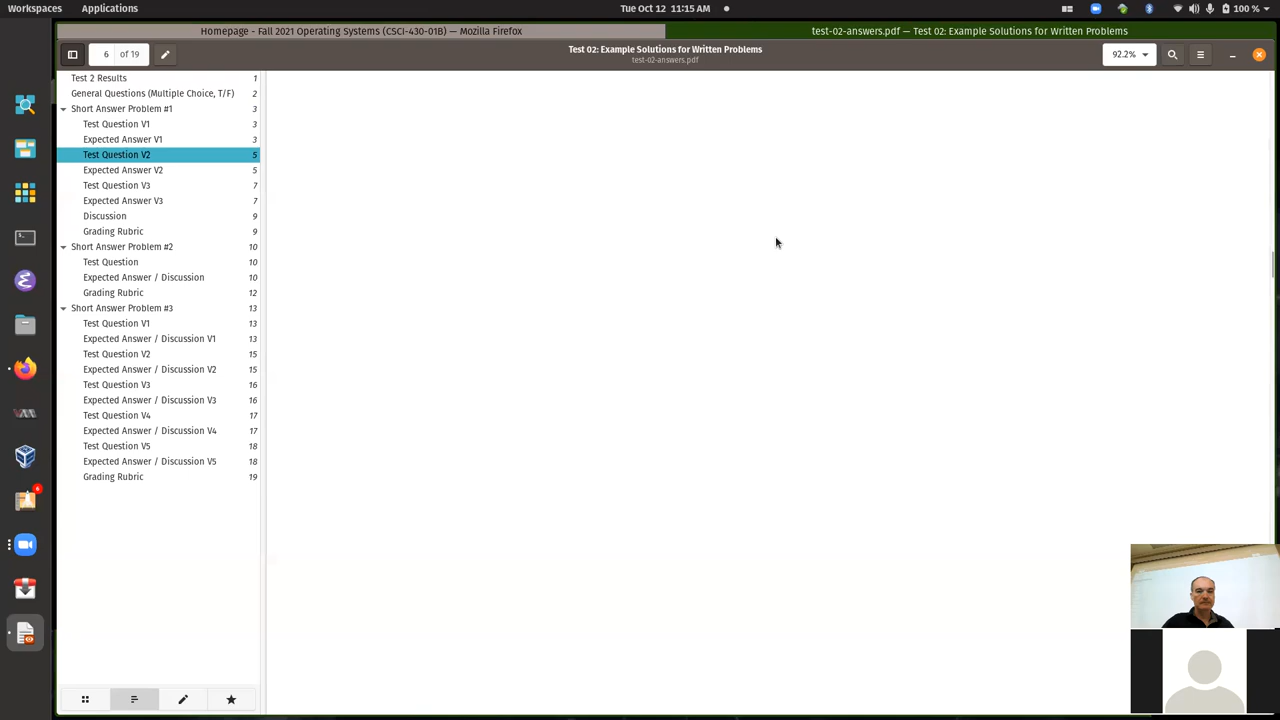 Workspaces Applications Tue Oct 12 11:15 AM 100 %
Homepage - Fall 2021 Operating Systems (CSCI-430-01B) — Mozilla Firefox test-02-answers.pdf — Test 02: Example Solutions for Written Problems
6 of 19 Test 02: Example Solutions for Written Problems 92.2%
test-02-answers.pdf
Test 2 Results 1
General Questions (Multiple Choice, T/F) 2
Short Answer Problem #1 3
Test Question V1 3
Expected Answer V1 3
Test Question V2 5
Expected Answer V2 5
Test Question V3 7
Expected Answer V3 7
Discussion 9
Grading Rubric 9
Short Answer Problem #2 10
Test Question 10
Expected Answer / Discussion 10
Grading Rubric 12
Short Answer Problem #3 13
Test Question V1 13
Expected Answer / Discussion V1 13
Test Question V2 15
Expected Answer / Discussion V2 15
Test Question V3 16
Expected Answer / Discussion V3 16
Test Question V4 17
Expected Answer / Discussion V4 17
Test Question V5 18
Expected Answer / Discussion V5 18
Grading Rubric 19